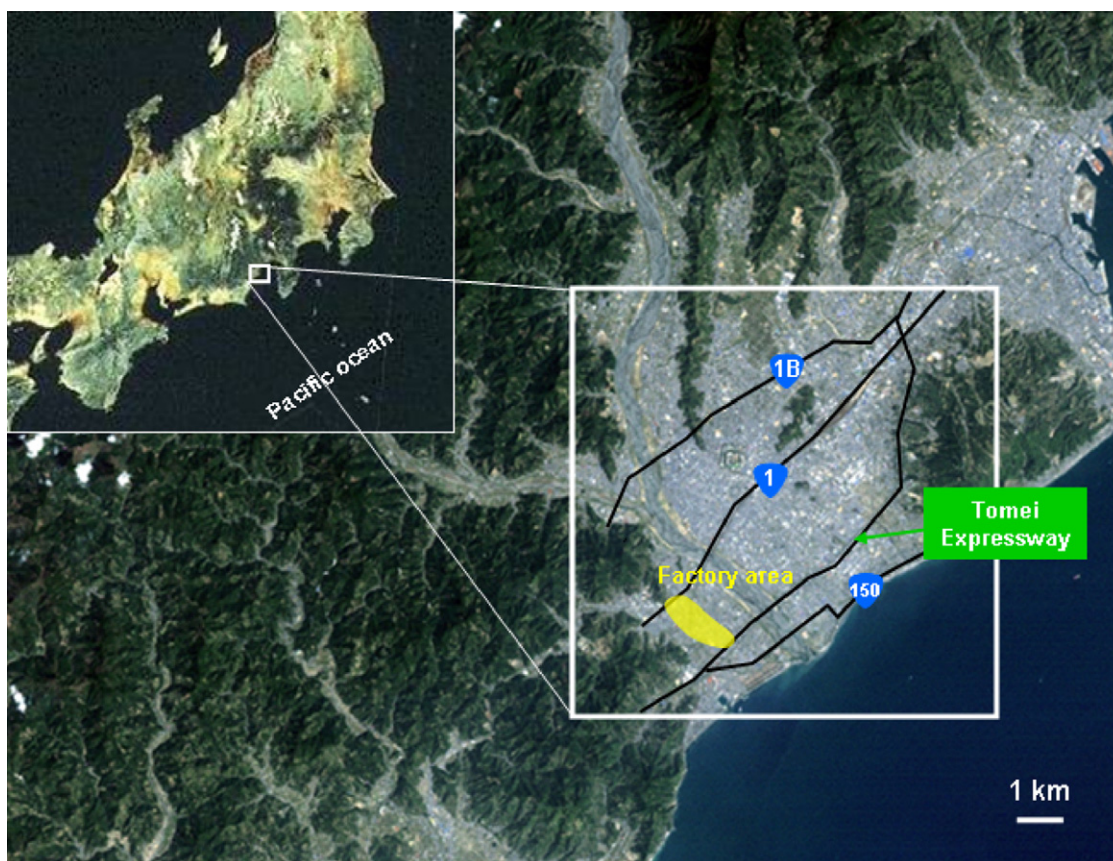 Pacific ocean
1B
1
Tomei
Expressway
Factory area
150
1 km